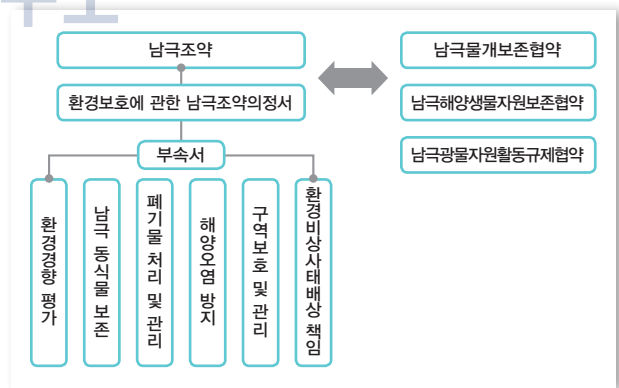 남극조약
환경보호에 관한 남극조약의정서
부속서
환경경향 평가
남극 동식물 보존
폐기물 처리 및 관리
해양오염 방지
구역보호 및 관리
환경비상사태배상 책임
남극물개보존협약
남극해양생물자원보존협약
남극광물자원활동규제협약